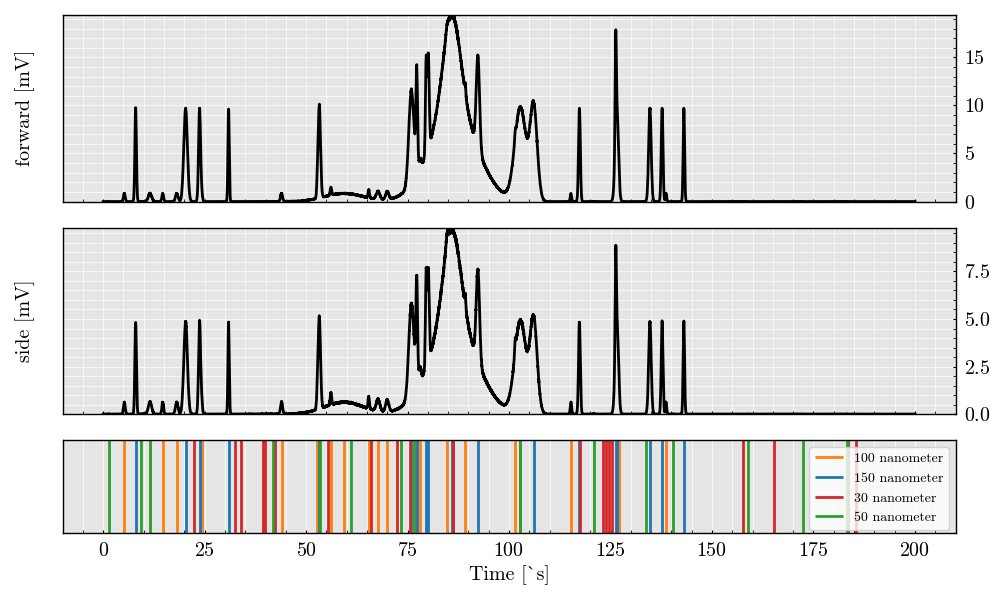 forward [mV]
15
10
5
0
side [mV]
7.5
5.0
2.5
0.0
100 nanometer
150 nanometer
30 nanometer
50 nanometer
0 25 50 75 100 125 150 175 200
Time [`s]